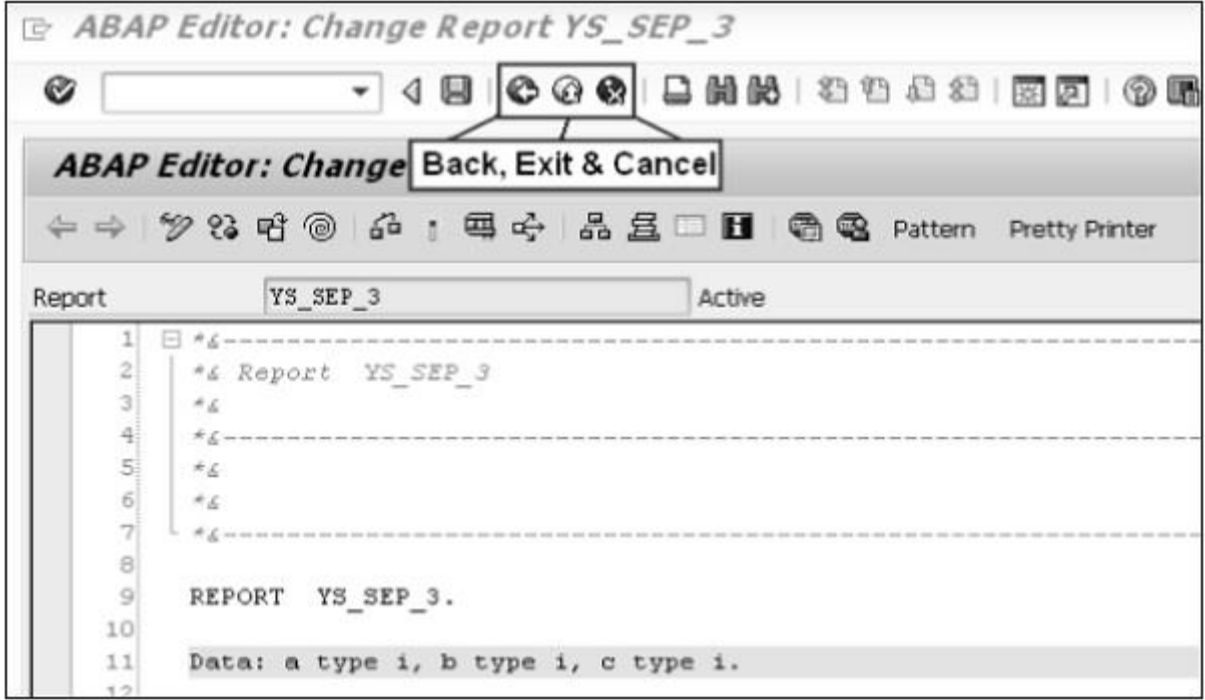 ABAP Editor: Change Report YS_SEP_3
ABAP Editor: Change
Back, Exit & Cancel
Pattern Pretty Printer
Report YS_SEP_3 Active
1 *&---------------------------------------------------------------------
2 *& Report  YS_SEP_3
3 *&
4 *&---------------------------------------------------------------------
5 *&
6 *&
7 *&---------------------------------------------------------------------
8
9 REPORT  YS_SEP_3.
10
11 Data: a type i, b type i, c type i.
12